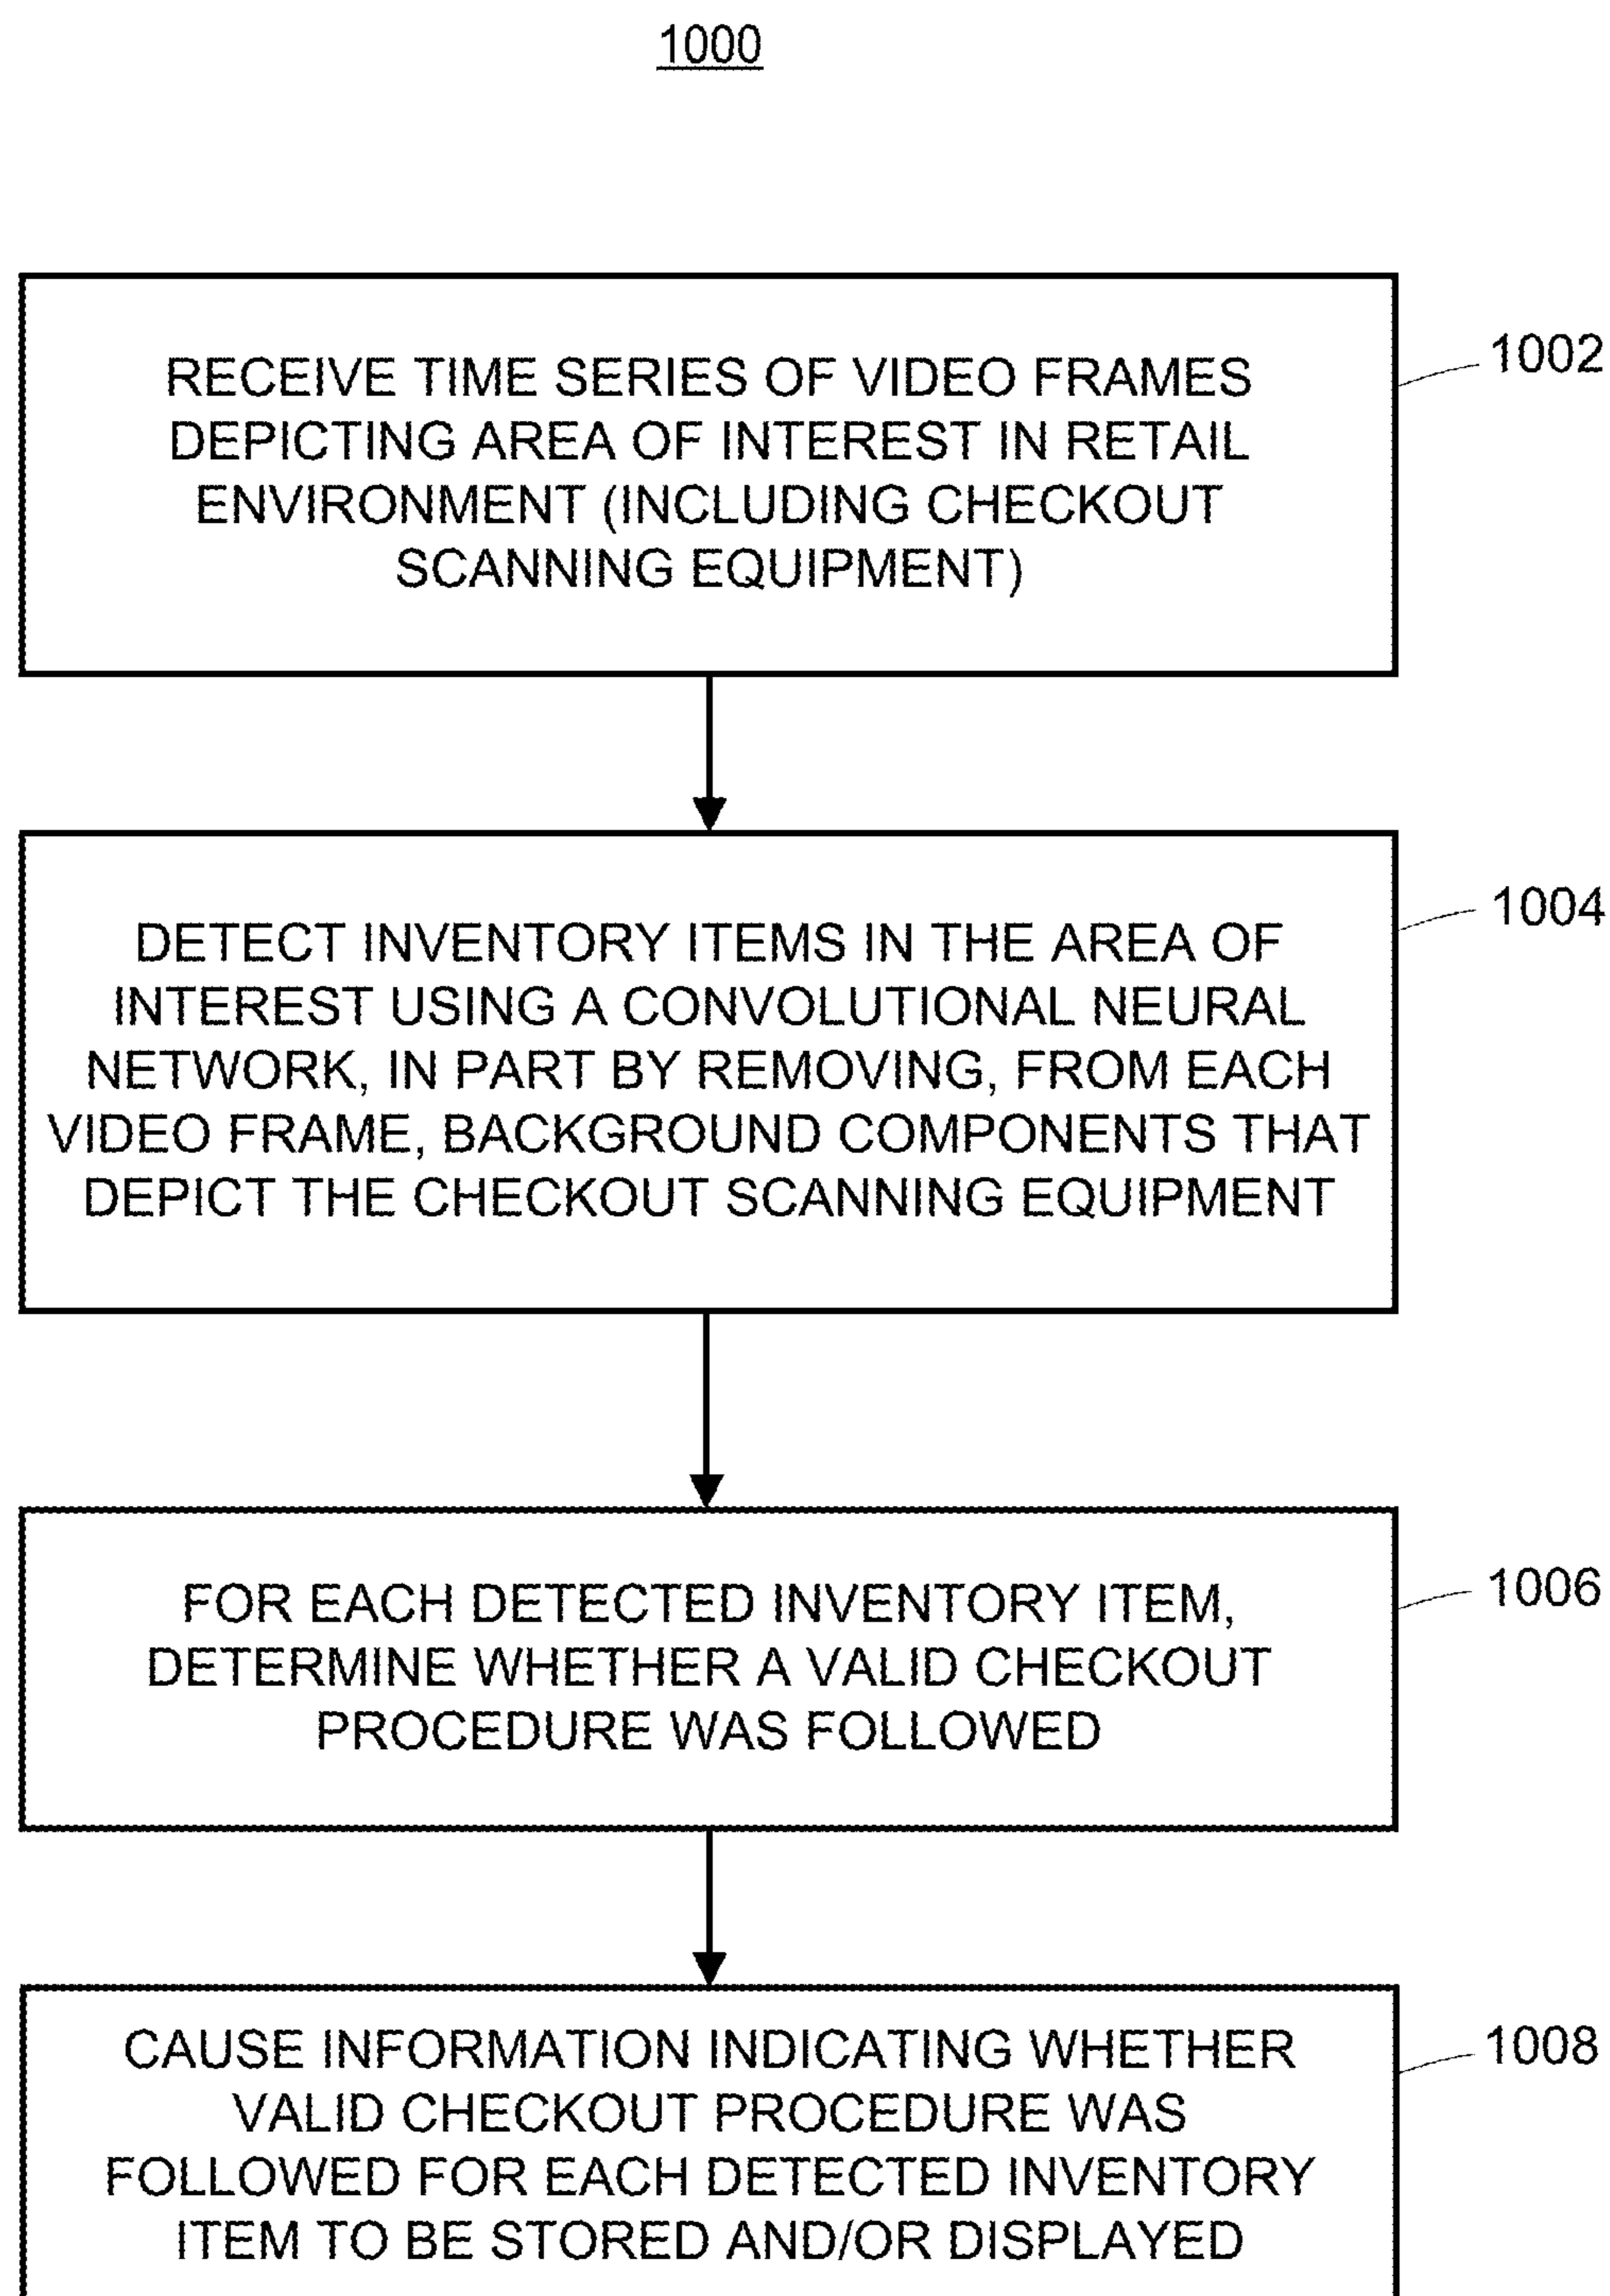 1000
RECEIVE TIME SERIES OF VIDEO FRAMES
DEPICTING AREA OF INTEREST IN RETAIL
ENVIRONMENT (INCLUDING CHECKOUT
SCANNING EQUIPMENT)
1002
DETECT INVENTORY ITEMS IN THE AREA OF
INTEREST USING A CONVOLUTIONAL NEURAL
NETWORK, IN PART BY REMOVING, FROM EACH
VIDEO FRAME, BACKGROUND COMPONENTS THAT
DEPICT THE CHECKOUT SCANNING EQUIPMENT
1004
FOR EACH DETECTED INVENTORY ITEM,
DETERMINE WHETHER A VALID CHECKOUT
PROCEDURE WAS FOLLOWED
1006
CAUSE INFORMATION INDICATING WHETHER
VALID CHECKOUT PROCEDURE WAS
FOLLOWED FOR EACH DETECTED INVENTORY
ITEM TO BE STORED AND/OR DISPLAYED
1008